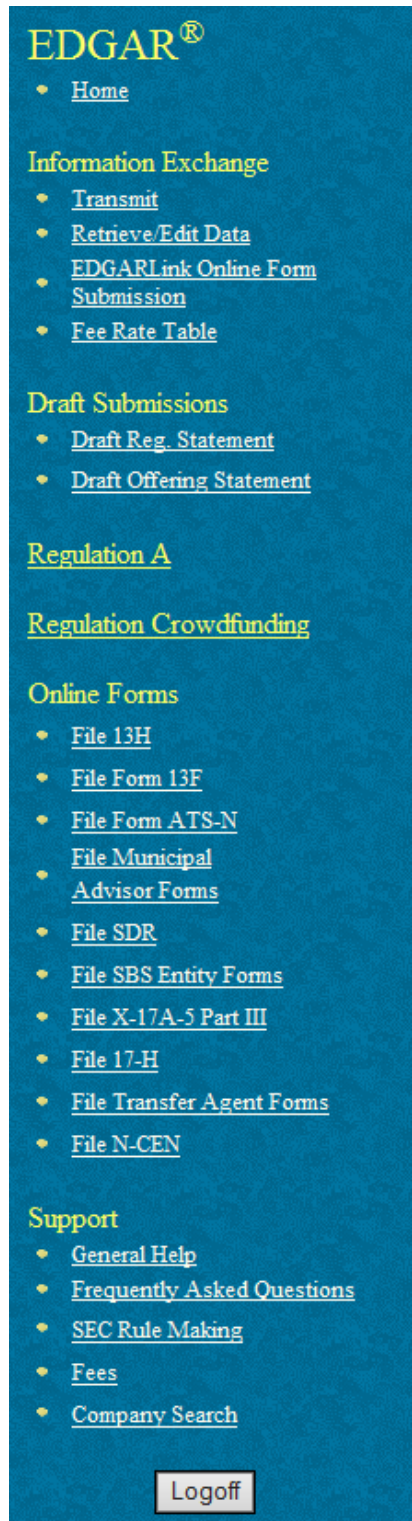 EDGAR®
Home
Information Exchange
Transmit
Retrieve/Edit Data
EDGARLink Online Form
Submission
Fee Rate Table
Draft Submissions
Draft Reg. Statement
Draft Offering Statement
Regulation A
Regulation Crowdfunding
Online Forms
File 13H
File Form 13F
File Form ATS-N
File Municipal
Advisor Forms
File SDR
File SBS Entity Forms
File X-17A-5 Part III
File 17-H
File Transfer Agent Forms
File N-CEN
Support
General Help
Frequently Asked Questions
SEC Rule Making
Fees
Company Search
Logoff